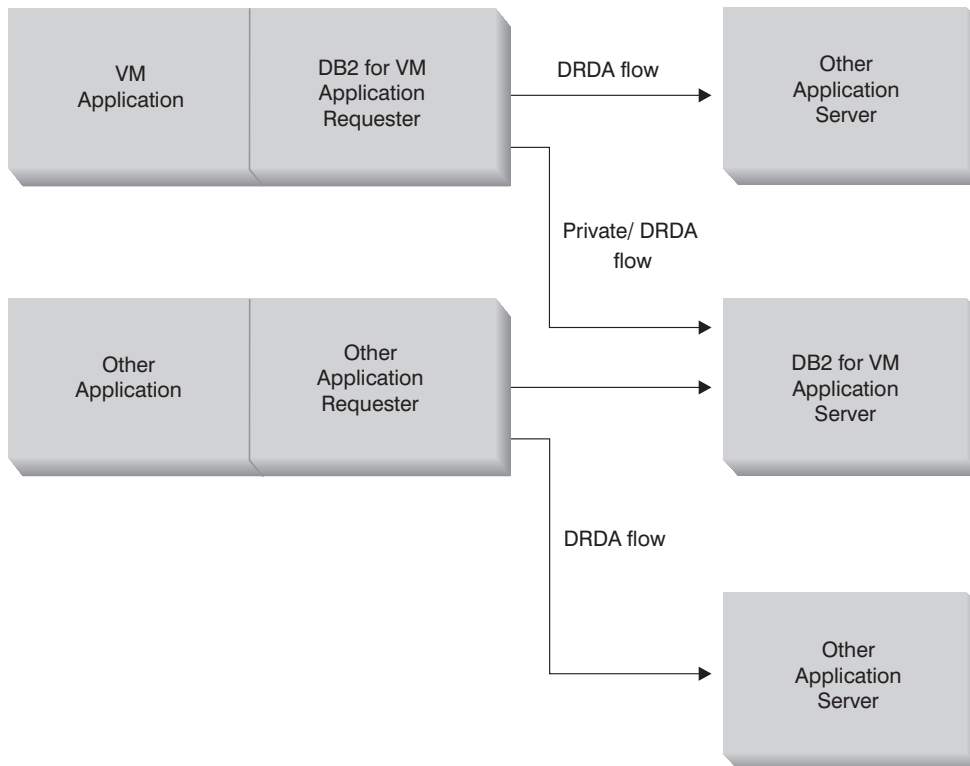 VM
Application
DB2 for VM
Application
Requester
DRDA flow
Other
Application
Server
Private/ DRDA
flow
Other
Application
Other
Application
Requester
DB2 for VM
Application
Server
DRDA flow
Other
Application
Server